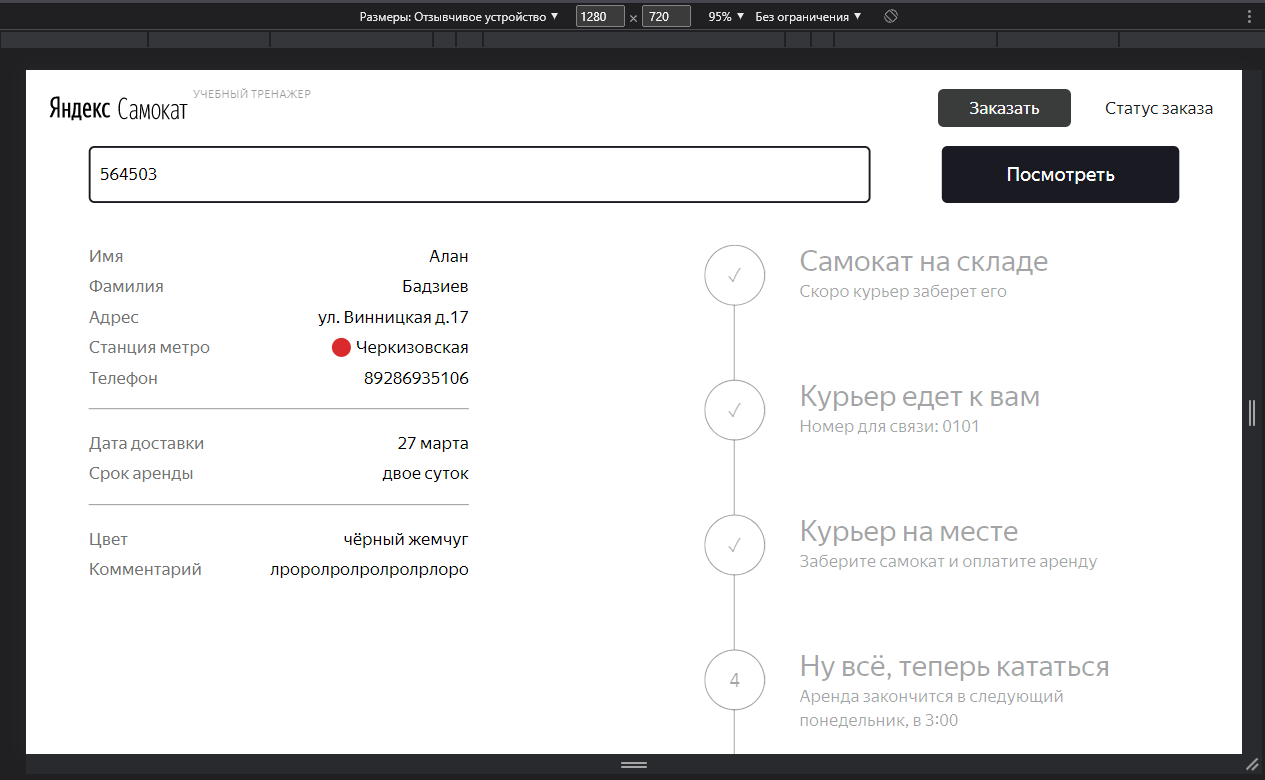 Размеры: Отзывчивое устройство ▼ 1280 × 720 95% ▼ Без ограничения ▼
Яндекс Самокат УЧЕБНЫЙ ТРЕНАЖЕР
Заказать Статус заказа
564503 Посмотреть
Имя Алан
Фамилия Бадзиев
Адрес ул. Винницкая д.17
Станция метро Черкизовская
Телефон 89286935106
Дата доставки 27 марта
Срок аренды двое суток
Цвет чёрный жемчуг
Комментарий лроролролролролрлоро
Самокат на складе
Скоро курьер заберет его
Курьер едет к вам
Номер для связи: 0101
Курьер на месте
Заберите самокат и оплатите аренду
4 Ну всё, теперь кататься
Аренда закончится в следующий
понедельник, в 3:00